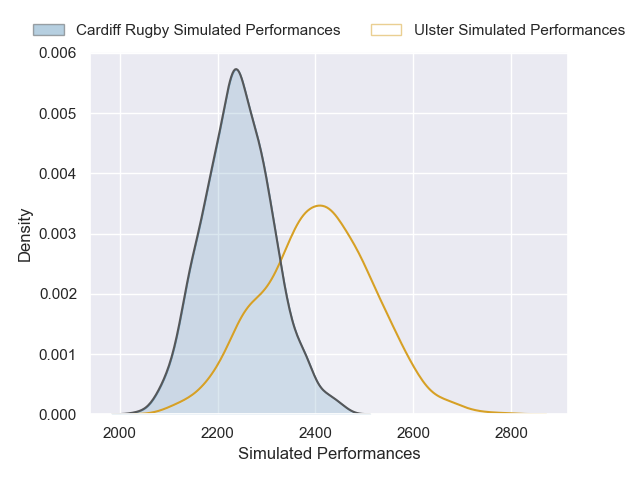 Cardiff Rugby Simulated Performances Ulster Simulated Performances
0.006
0.005
0.004
0.003
0.002
0.001
0.000
Density
2000 2200 2400 2600 2800
Simulated Performances